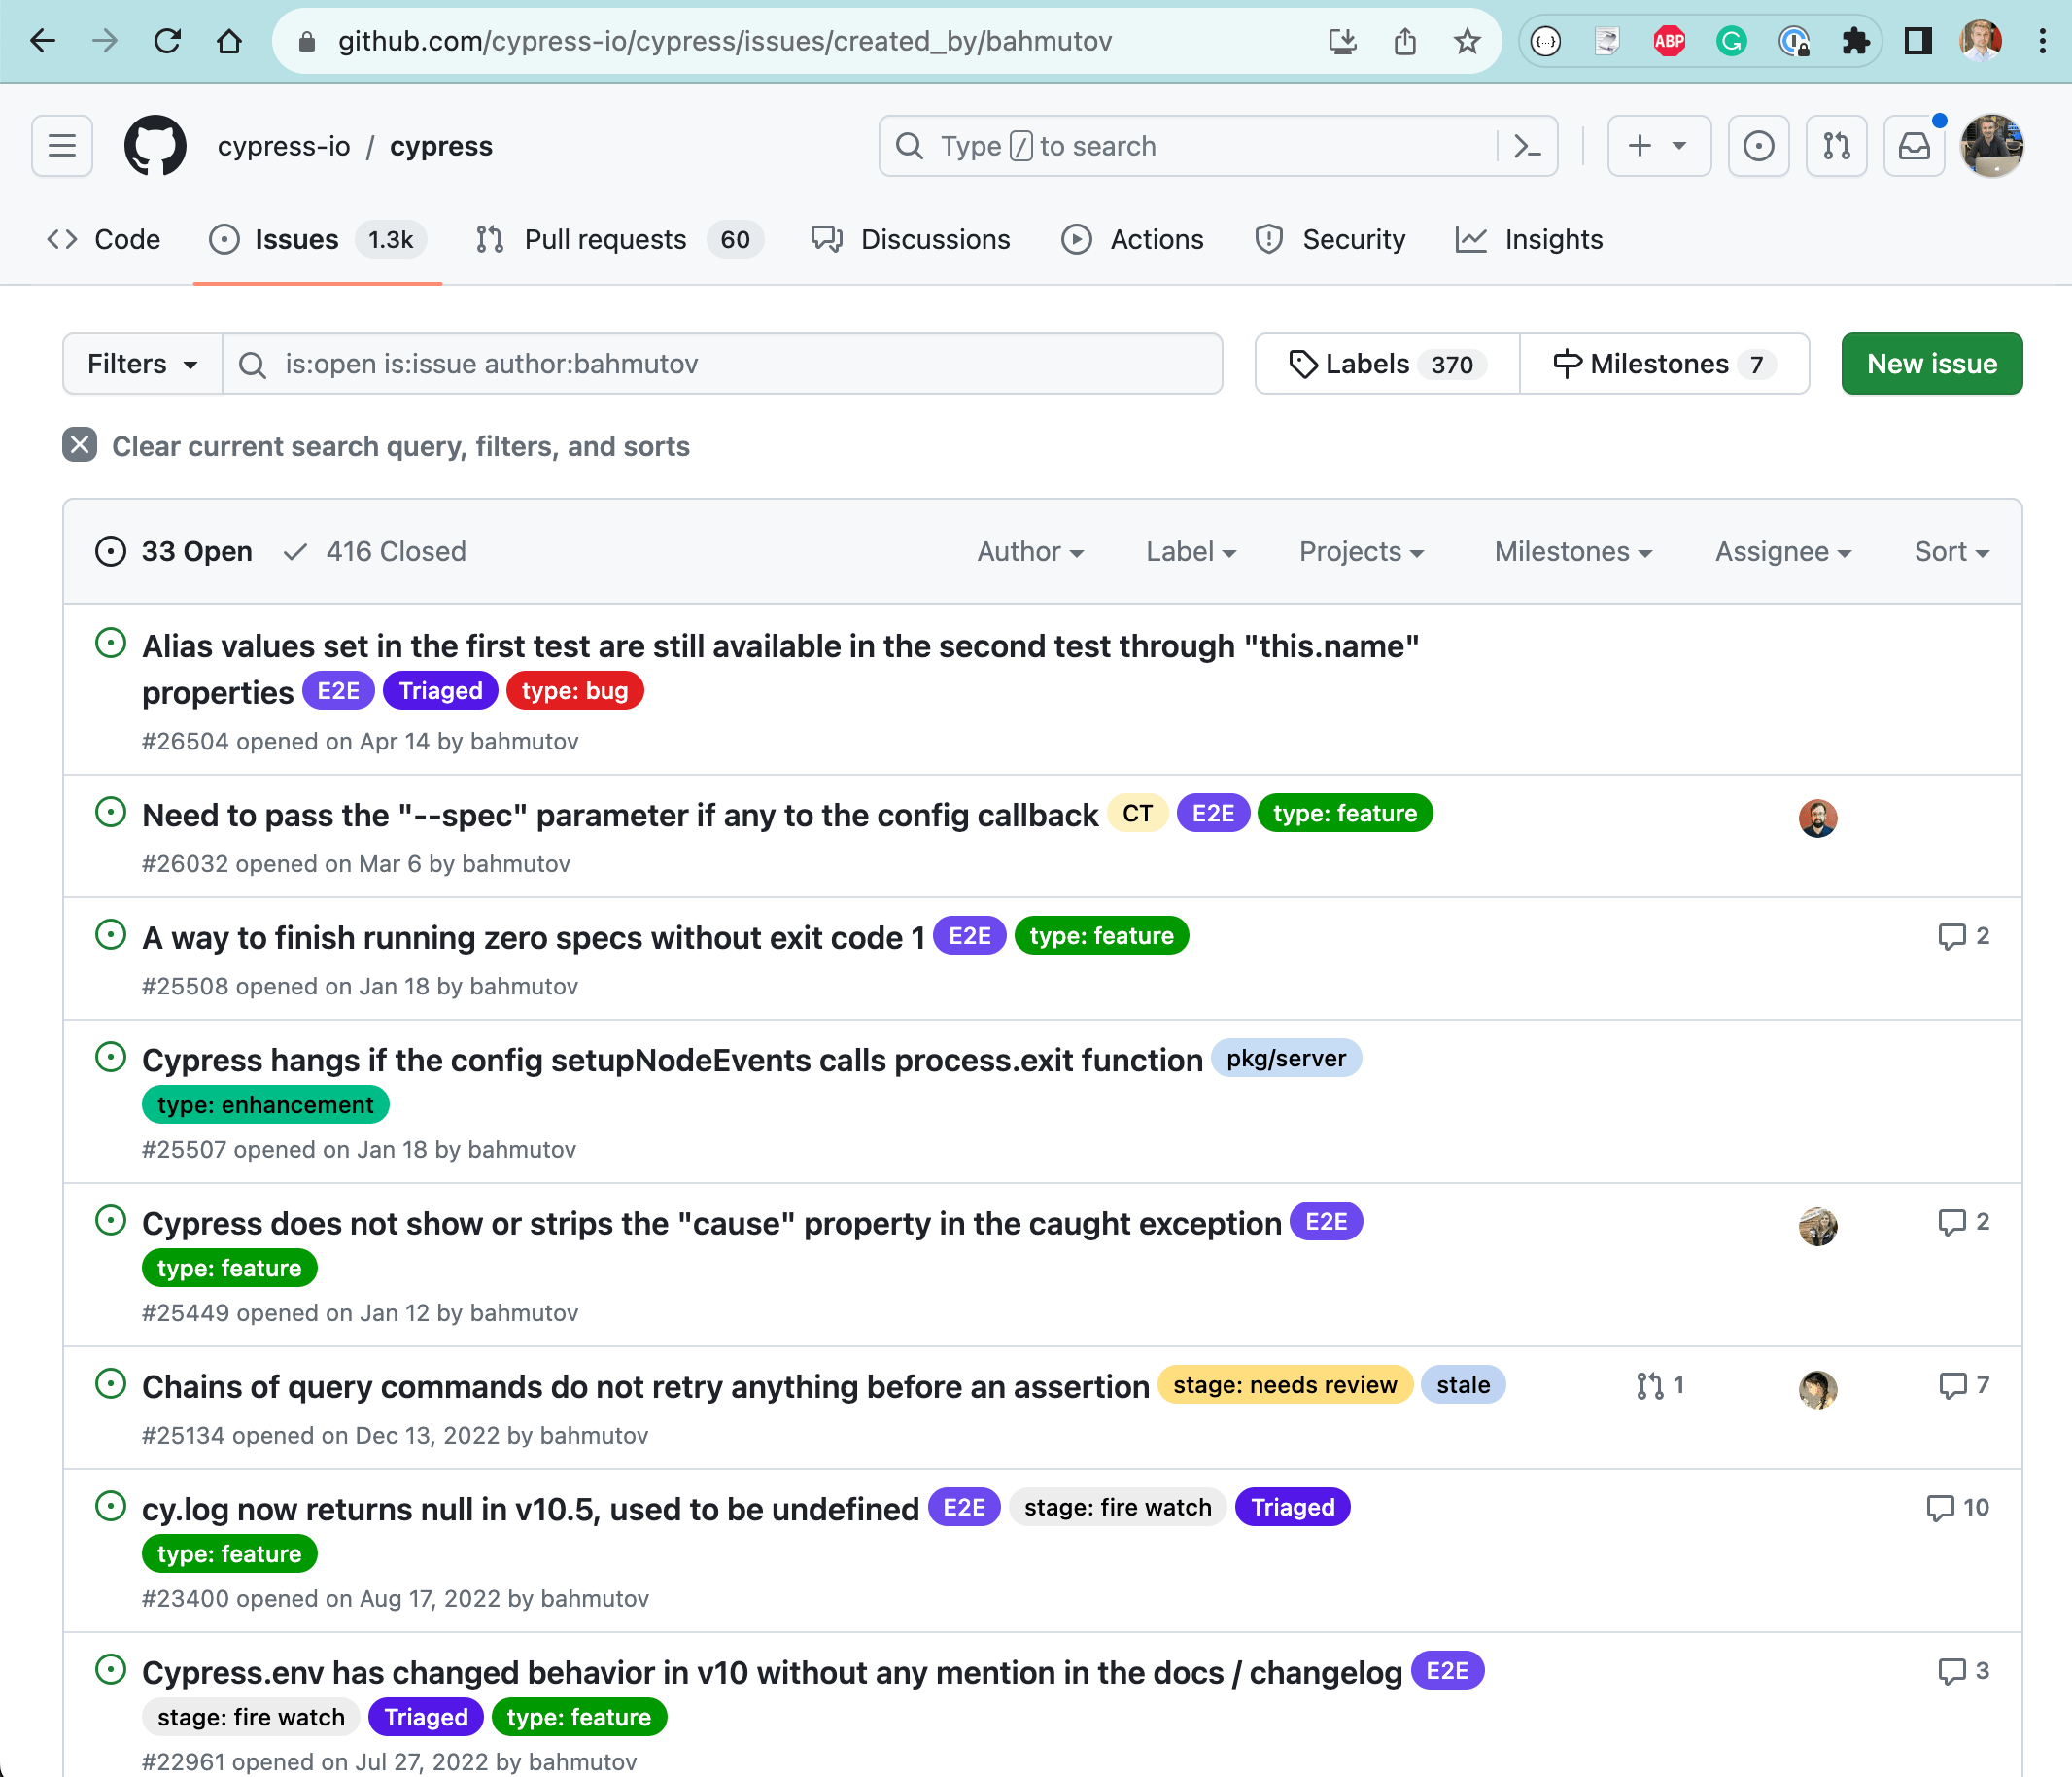 github.com/cypress-io/cypress/issues/created_by/bahmutov
ABP
cypress-io / cypress
Type / to search
Code Issues 1.3k Pull requests 60 Discussions Actions Security Insights
Filters is:open is:issue author:bahmutov Labels 370 Milestones 7 New issue
Clear current search query, filters, and sorts
33 Open 416 Closed Author Label Projects Milestones Assignee Sort
Alias values set in the first test are still available in the second test through "this.name"
properties E2E Triaged type: bug
#26504 opened on Apr 14 by bahmutov
Need to pass the "--spec" parameter if any to the config callback CT E2E type: feature
#26032 opened on Mar 6 by bahmutov
A way to finish running zero specs without exit code 1 E2E type: feature 2
#25508 opened on Jan 18 by bahmutov
Cypress hangs if the config setupNodeEvents calls process.exit function pkg/server
type: enhancement
#25507 opened on Jan 18 by bahmutov
Cypress does not show or strips the "cause" property in the caught exception E2E 2
type: feature
#25449 opened on Jan 12 by bahmutov
Chains of query commands do not retry anything before an assertion stage: needs review stale 1 7
#25134 opened on Dec 13, 2022 by bahmutov
cy.log now returns null in v10.5, used to be undefined E2E stage: fire watch Triaged 10
type: feature
#23400 opened on Aug 17, 2022 by bahmutov
Cypress.env has changed behavior in v10 without any mention in the docs / changelog E2E 3
stage: fire watch Triaged type: feature
#22961 opened on Jul 27, 2022 by bahmutov